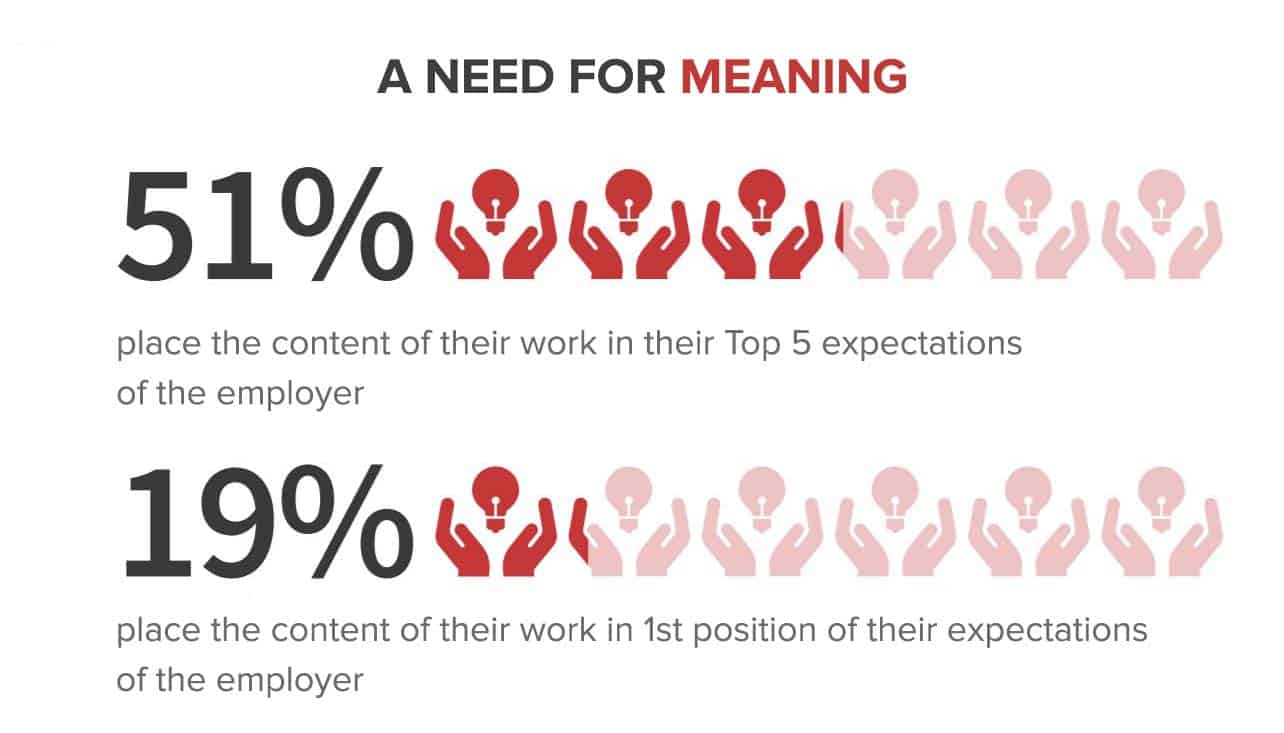 A NEED FOR MEANING
51%
place the content of their work in their Top 5 expectations
of the employer
19%
place the content of their work in 1st position of their expectations
of the employer